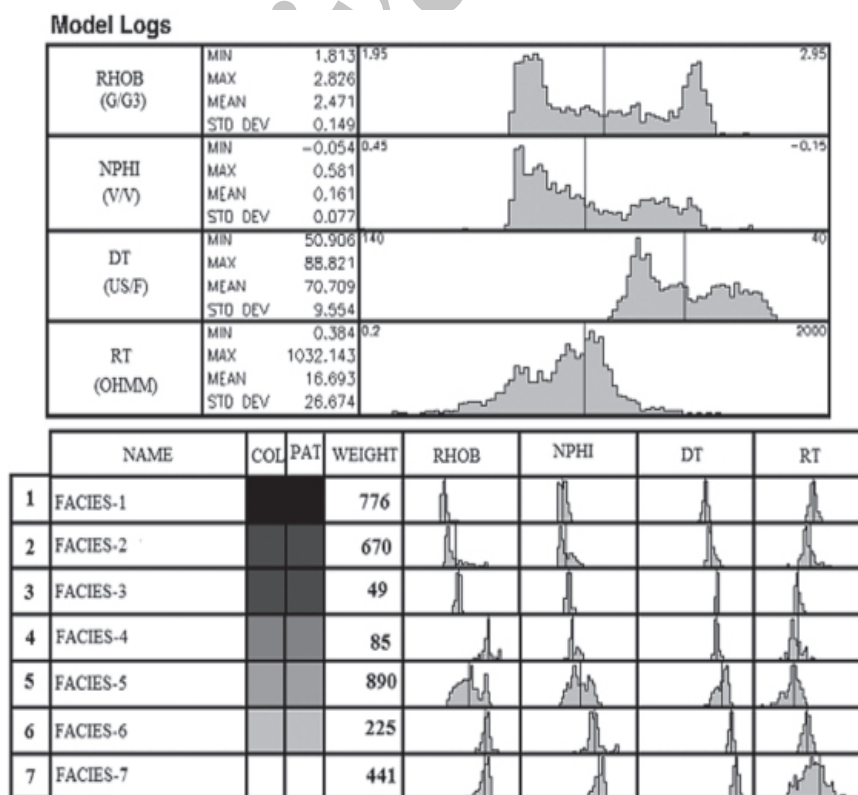 Model Logs
RHOB
(G/G3)
MIN 1.813
MAX 2.826
MEAN 2.471
STD DEV 0.149
1.95 2.95
NPHI
(V/V)
MIN -0.054
MAX 0.581
MEAN 0.161
STD DEV 0.077
0.45 -0.15
DT
(US/F)
MIN 50.906
MAX 88.821
MEAN 70.709
STD DEV 9.554
140 40
RT
(OHMM)
MIN 0.384
MAX 1032.143
MEAN 16.693
STD DEV 26.674
0.2 2000
NAME COL PAT WEIGHT RHOB NPHI DT RT
1 FACIES-1 776
2 FACIES-2 670
3 FACIES-3 49
4 FACIES-4 85
5 FACIES-5 890
6 FACIES-6 225
7 FACIES-7 441